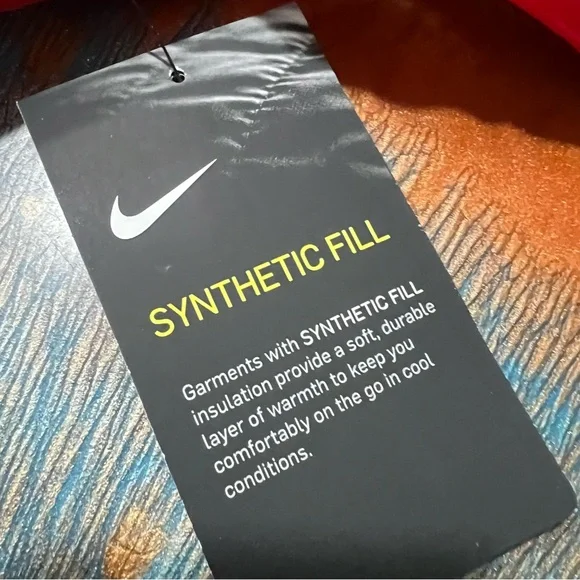 SYNTHETIC FILL
Garments with SYNTHETIC FILL
insulation provide a soft, durable
layer of warmth to keep you
comfortably on the go in cool
conditions.